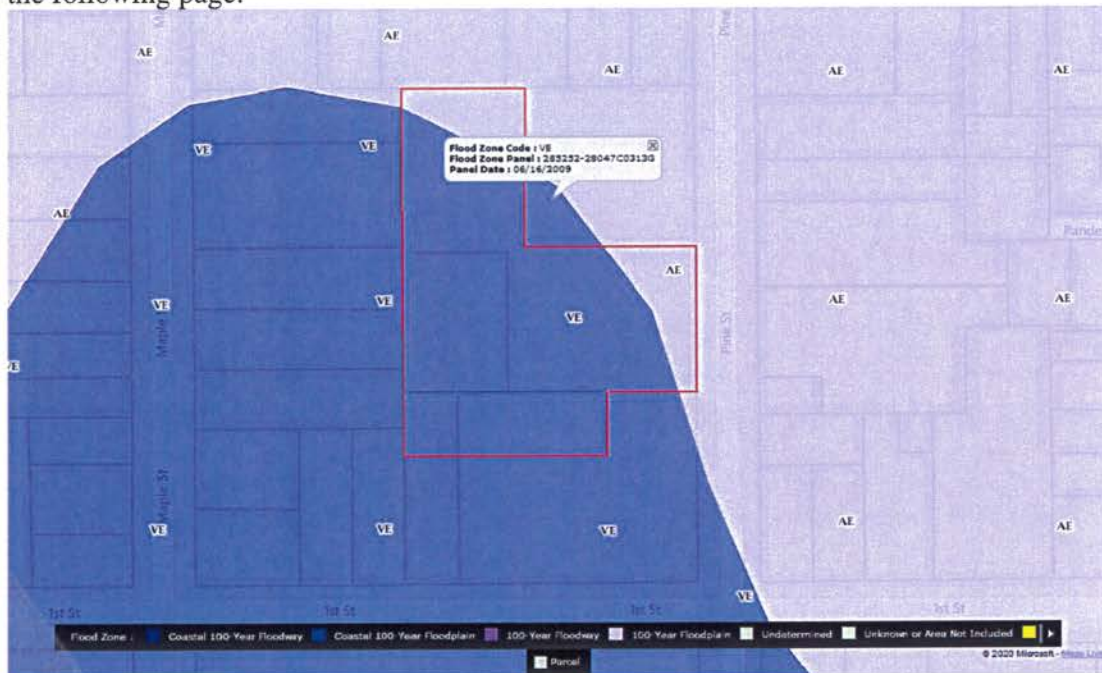 the following page.
AE
AE
AE
AE
AE
VE
VE
Flood Zone Code : VE
Flood Zone Panel : 285252-28047C0313G
Panel Date : 06/16/2009
AE
AE
Pande
VE
VE
VE
AE
AE
VE
Maple
Pine St
VE
Maple St
VE
VE
VE
AE
AE
VE
1st St
1st St
1st St
1st St
Flood Zone :
Coastal 100-Year Floodway
Coastal 100-Year Floodplain
100-Year Floodway
100-Year Floodplain
Undetermined
Unknown or Area Not Included
Parcel
© 2020 Microsoft -